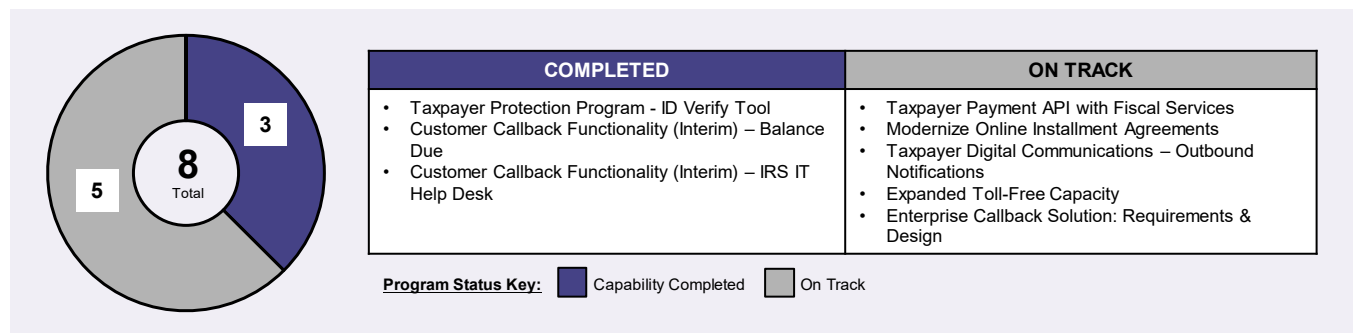 3
5
8
Total
COMPLETED
• Taxpayer Protection Program - ID Verify Tool
• Customer Callback Functionality (Interim) – Balance
Due
• Customer Callback Functionality (Interim) – IRS IT
Help Desk
ON TRACK
• Taxpayer Payment API with Fiscal Services
• Modernize Online Installment Agreements
• Taxpayer Digital Communications – Outbound
Notifications
• Expanded Toll-Free Capacity
• Enterprise Callback Solution: Requirements &
Design
Program Status Key: Capability Completed On Track